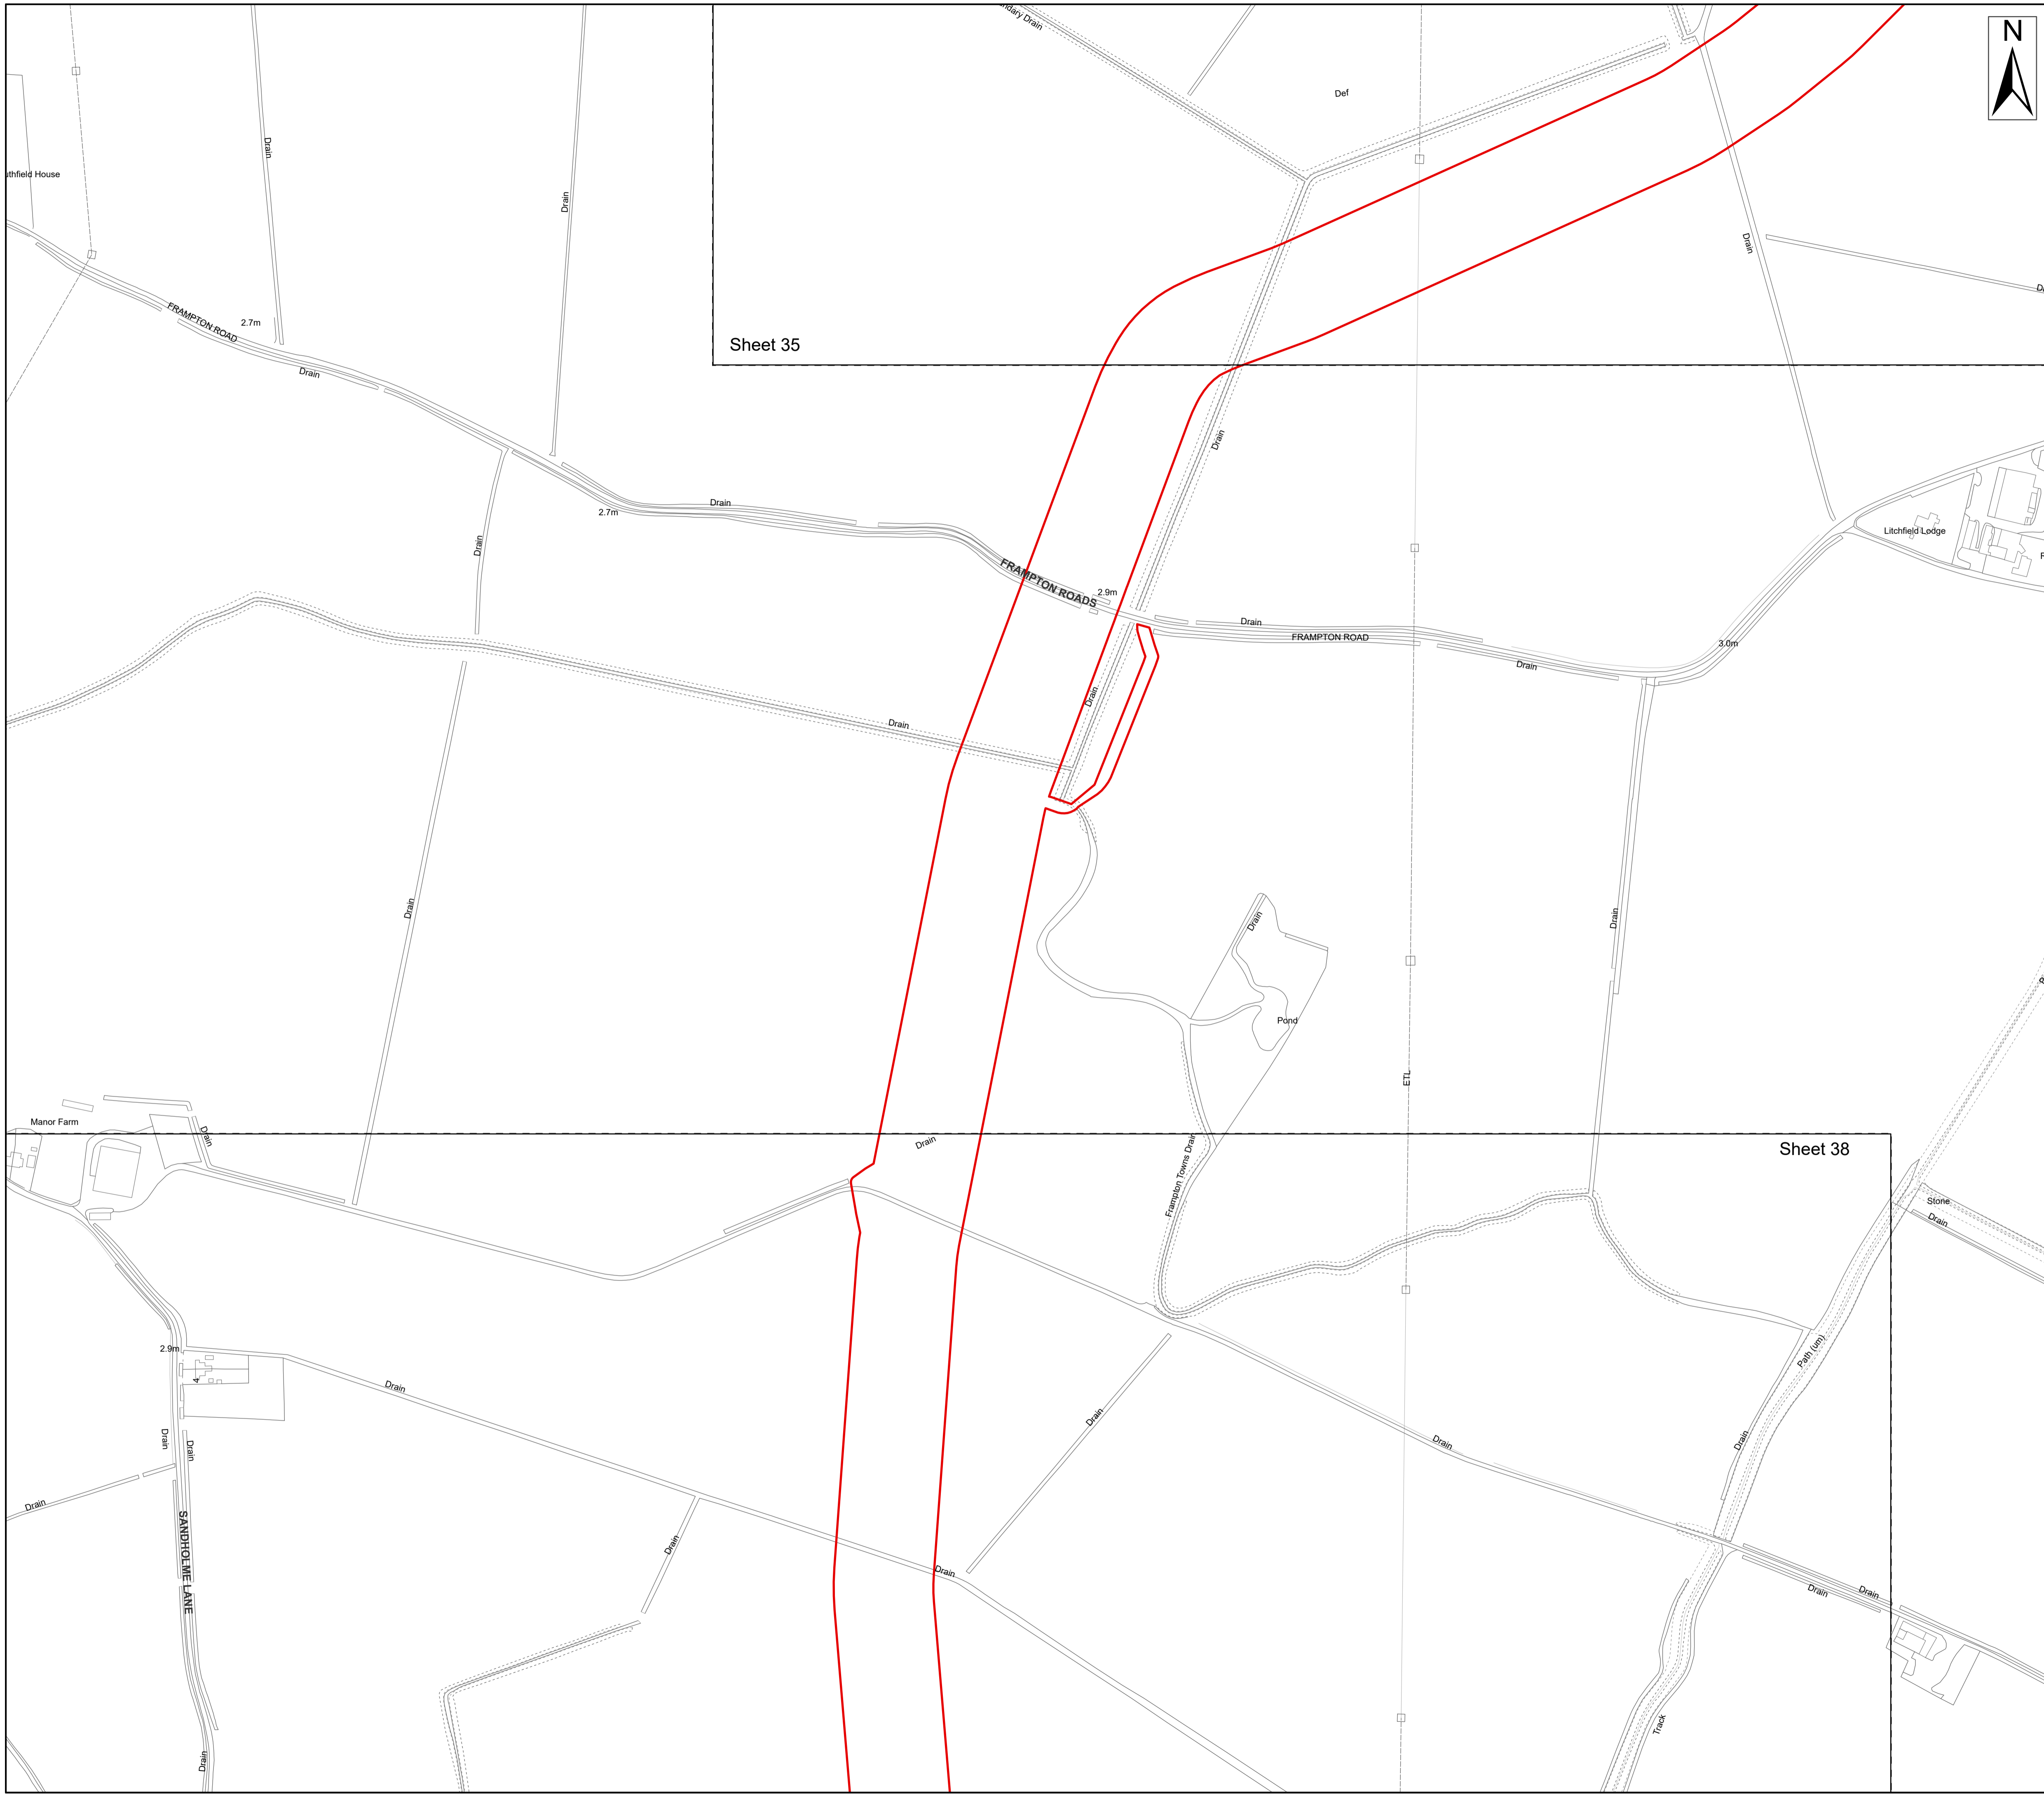 Drain
N
Def
Drain
uthfield House
Drain
Drain
FRAMPTON ROAD
2.7m
Sheet 35
Drain
Drain
Drain
2.7m
Litchfield Lodge
Drain
FRAMPTON ROADS
2.9m
Drain
FRAMPTON ROAD
3.0m
Drain
Drain
Drain
Drain
Drain
Drain
Pond
ETL
Manor Farm
Drain
Drain
Sheet 38
Frampton Towns Drain
Stone
Drain
2.9m
4
Path (um)
Drain
Drain
Drain
Drain
Drain
Drain
Drain
SANDHOLME LANE
Drain
Drain
Drain
Drain
Track
Drain